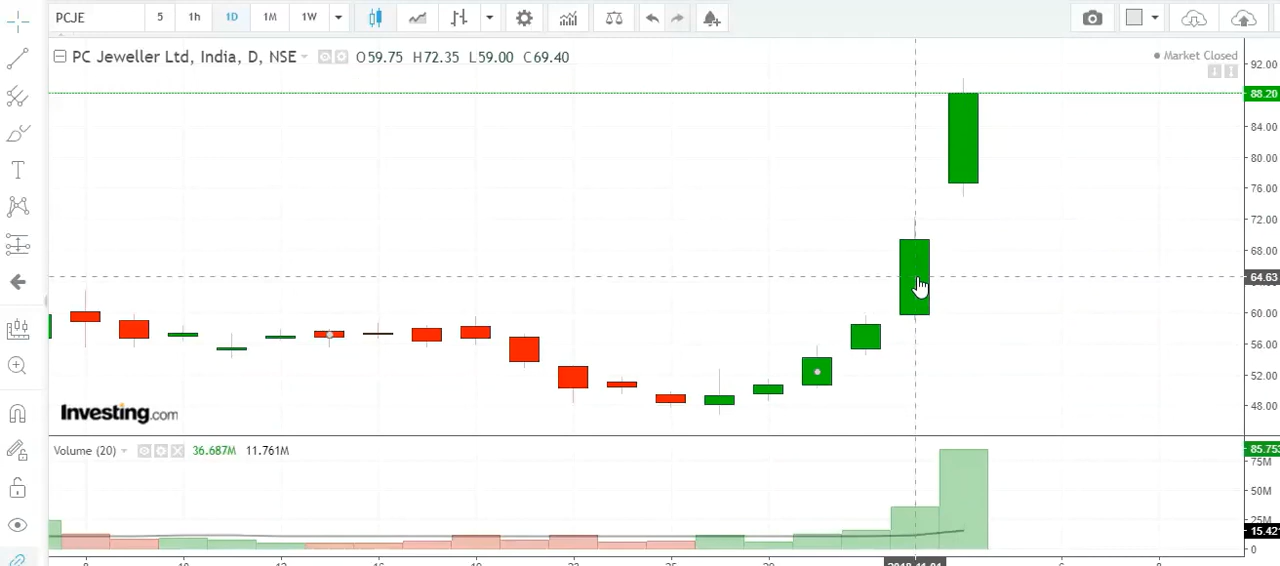 PCJE 5 1h 1D 1M 1W
PC Jeweller Ltd, India, D, NSE O59.75 H72.35 L59.00 C69.40
Market Closed
92.00
88.20
84.00
80.00
76.00
72.00
68.00
64.63
60.00
56.00
52.00
48.00
Investing.com
Volume (20) 36.687M 11.761M
85.753
75M
50M
25M
15.42
0